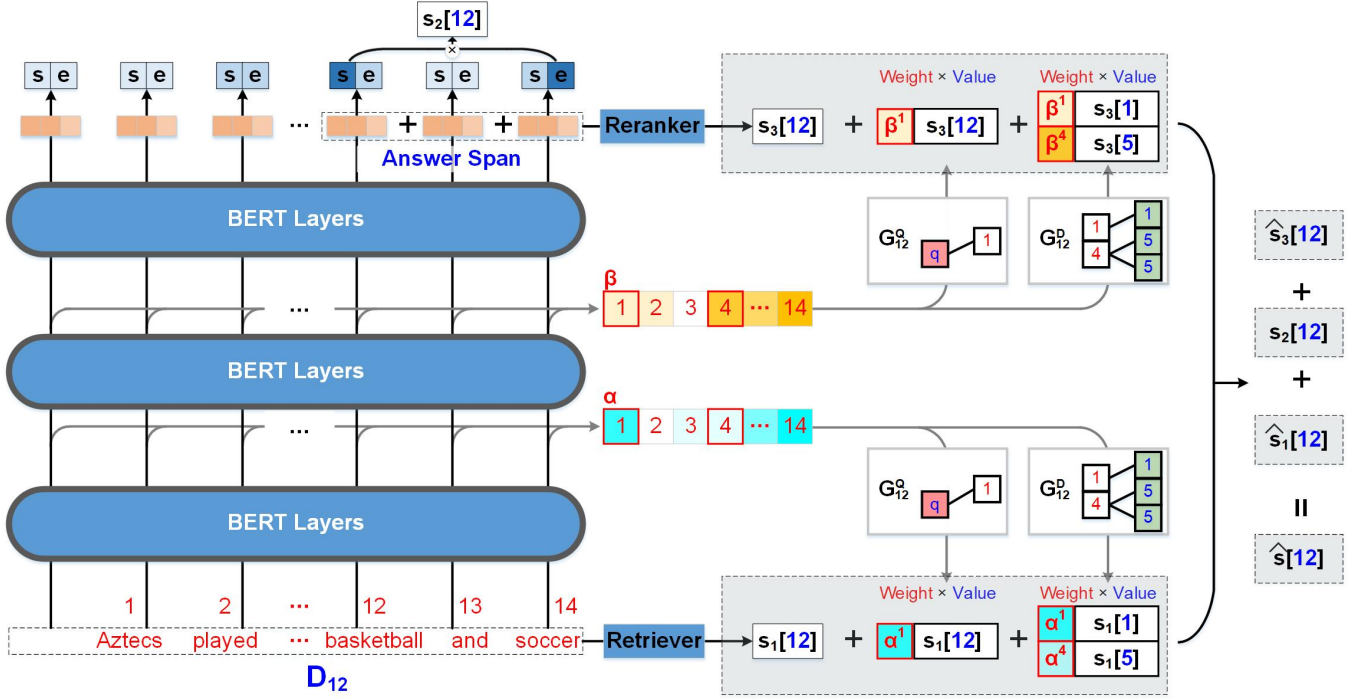 s₂[12]
×
s e s e s e s e s e s e
Weight × Value Weight × Value
... + + Reranker s₃[12] + β¹ s₃[12] + β¹ s₃[1]
β⁴ s₃[5]
Answer Span
BERT Layers
G₁₂^Q q 1 G₁₂^D 1 4 1 5 5
ŝ₃[12]
β
... 1 2 3 4 ... 14
+
BERT Layers
s₂[12]
+
α
... 1 2 3 4 ... 14
ŝ₁[12]
G₁₂^Q q 1 G₁₂^D 1 4 1 5 5
BERT Layers
=
ŝ[12]
Weight × Value Weight × Value
1 2 ... 12 13 14
Aztecs played ... basketball and soccer Retriever s₁[12] + α¹ s₁[12] + α¹ s₁[1]
α⁴ s₁[5]
D₁₂